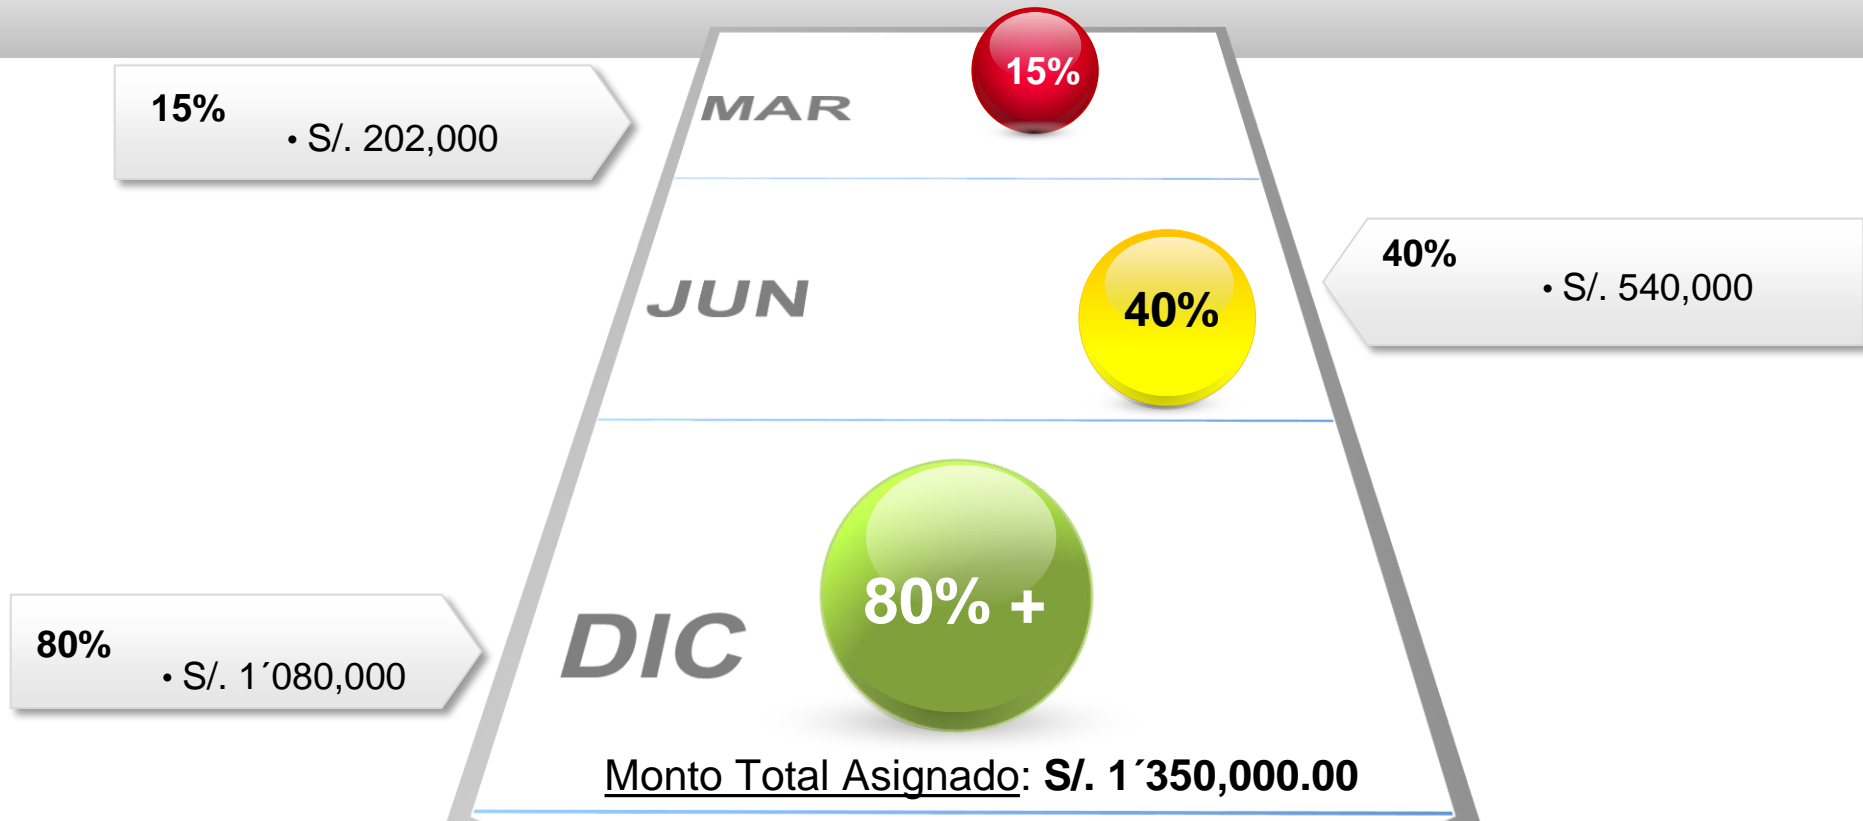 15%
15%
• S/. 202,000
MAR
40%
• S/. 540,000
JUN
40%
80% +
80%
• S/. 1´080,000
DIC
Monto Total Asignado: S/. 1´350,000.00